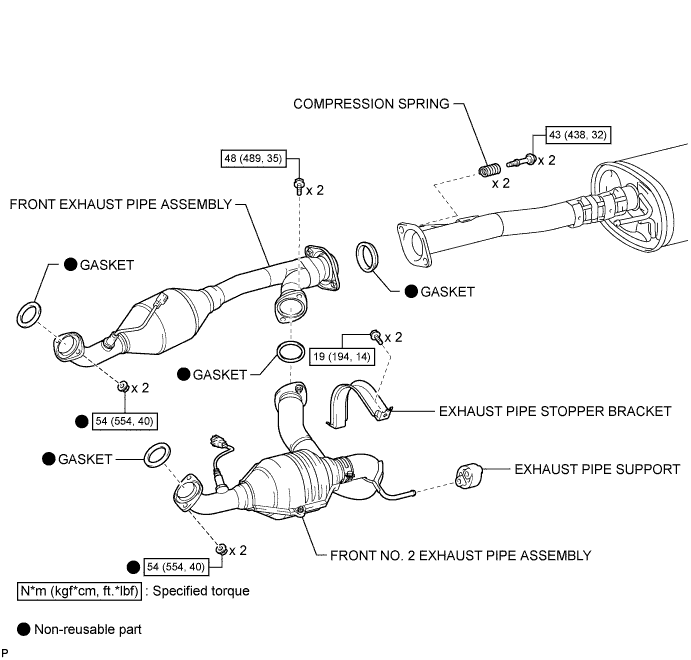 COMPRESSION SPRING
43 (438, 32)
x 2
x 2
48 (489, 35)
x 2
FRONT EXHAUST PIPE ASSEMBLY
GASKET
GASKET
x 2
19 (194, 14)
GASKET
x 2
54 (554, 40)
EXHAUST PIPE STOPPER BRACKET
GASKET
EXHAUST PIPE SUPPORT
x 2
FRONT NO. 2 EXHAUST PIPE ASSEMBLY
54 (554, 40)
N*m (kgf*cm, ft.*lbf) : Specified torque
Non-reusable part
P